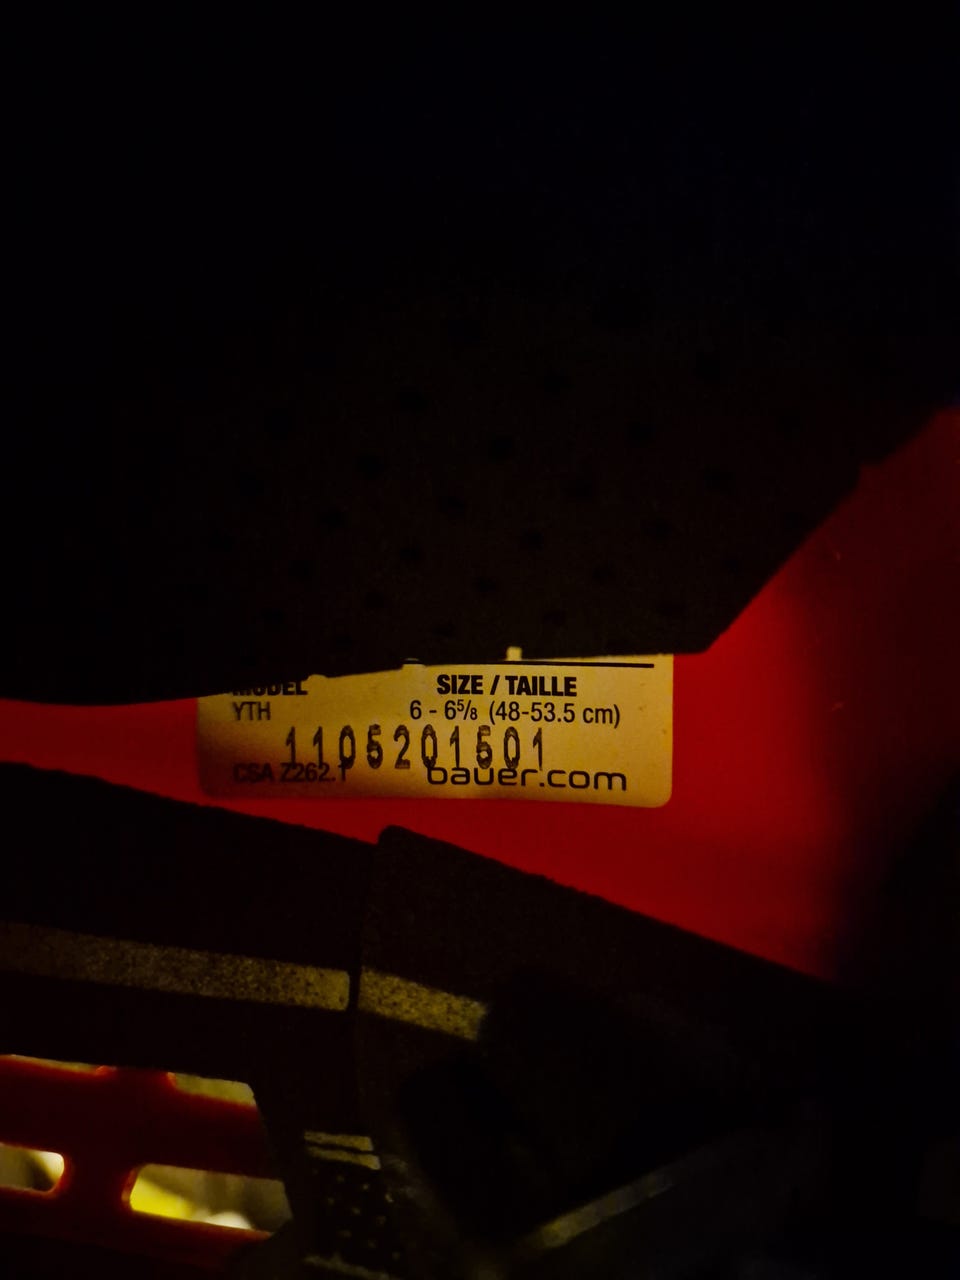 MODEL SIZE / TAILLE
YTH 6 - 6⅝ (48-53.5 cm)
1105201501
CSA Z262.1 bauer.com